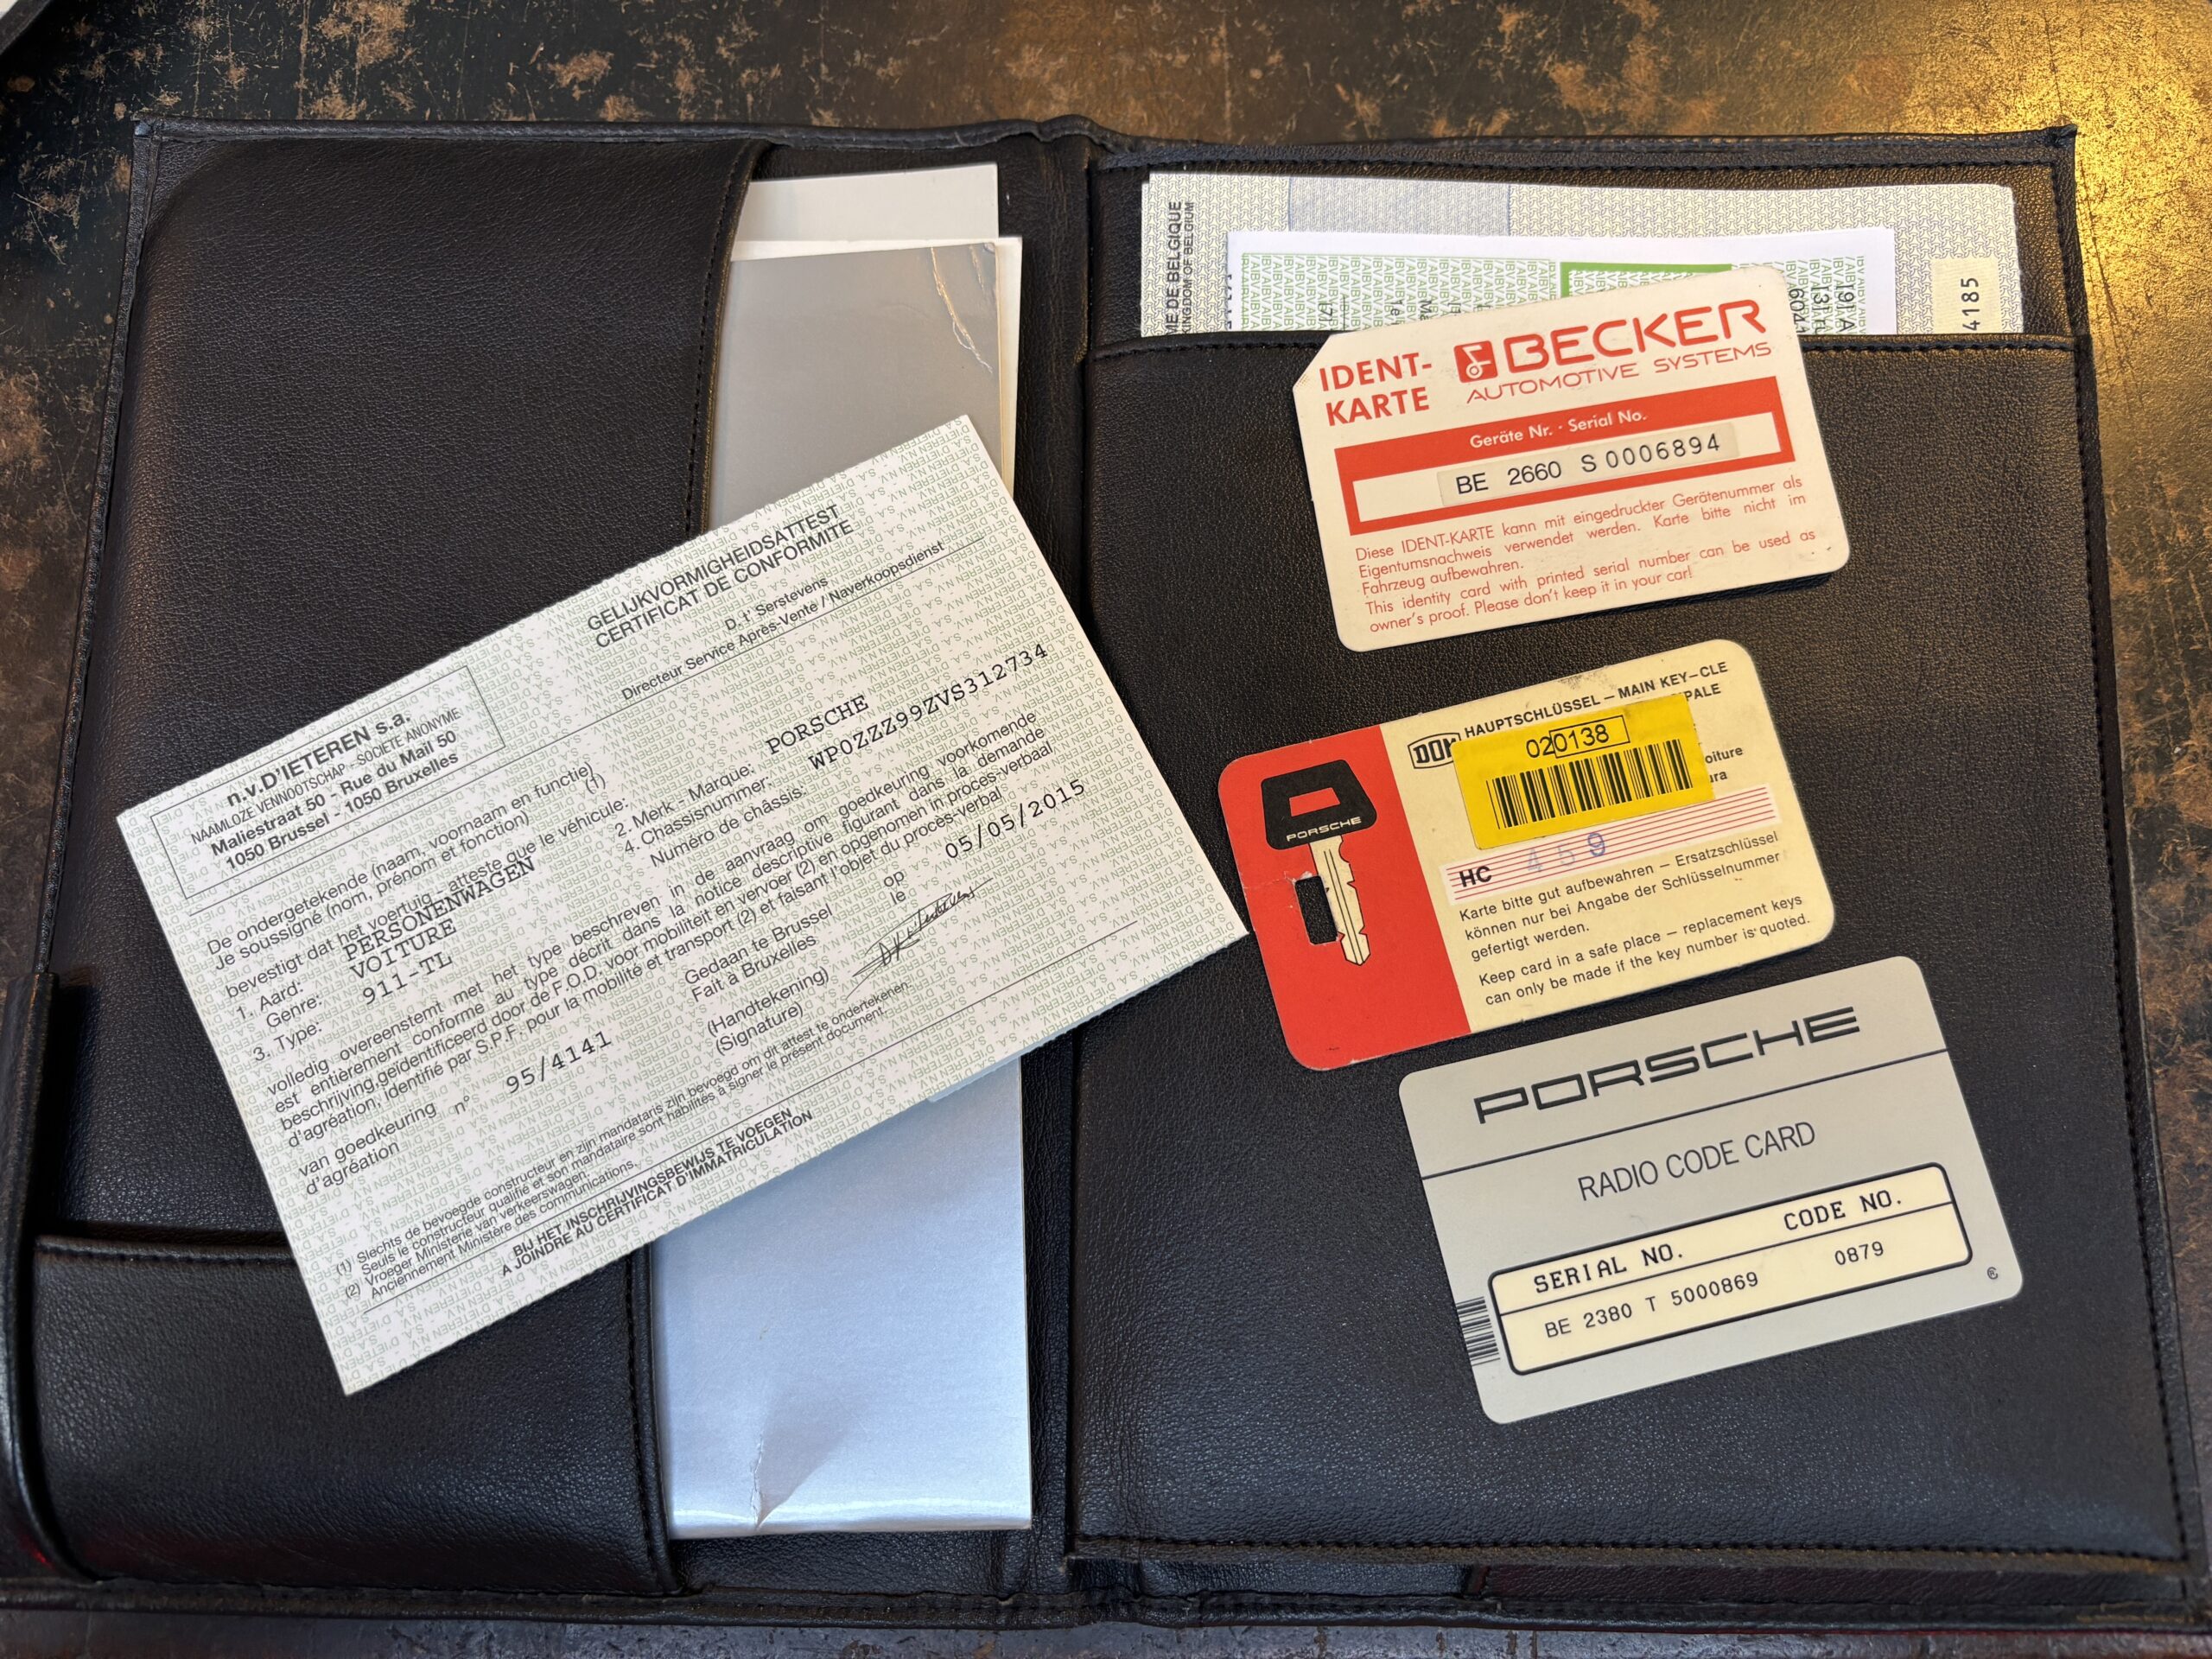 n.v.D'IETEREN s.a.
NAAMLOZE VENNOOTSCHAP - SOCIÉTÉ ANONYME
Maliestraat 50 - Rue du Mail 50
1050 Brussel - 1050 Bruxelles
GELIJKVORMIGHEIDSATTEST
CERTIFICAT DE CONFORMITE
De ondergetekende (naam, voornaam en functie) (1)
Je soussigné (nom, prénom et fonction)
D. t' Serstevens
Directeur Service Après-Vente / Naverkoopsdienst
bevestigt dat het voertuig - atteste que le véhicule:
1. Aard: PERSONENWAGEN
Genre: VOITURE
2. Merk - Marque: PORSCHE
3. Type: 911-TL
4. Chassisnummer: WP0ZZZ99ZVS312734
Numéro de châssis:
volledig overeenstemt met het type beschreven in de aanvraag om goedkeuring voorkomende
est entièrement conforme au type décrit dans la notice descriptive figurant dans la demande
beschrijving,geïdentificeerd door de F.O.D. voor mobiliteit en vervoer (2) en opgenomen in proces-verbaal
d'agréation, identifié par S.P.F. pour la mobilité et transport (2) et faisant l'objet du procès-verbal
van goedkeuring n° 95/4141
d'agréation
Gedaan te Brussel op 05/05/2015
Fait à Bruxelles le
(Handtekening)
(Signature)
(1) Slechts de bevoegde constructeur en zijn mandataris zijn bevoegd om dit attest te ondertekenen.
Seuls le constructeur qualifié et son mandataire sont habilités à signer le présent document.
(2) Vroeger Ministerie van verkeerswagen.
Anciennement Ministère des communications.
BIJ HET INSCHRIJVINGSBEWIJS TE VOEGEN
A JOINDRE AU CERTIFICAT D'IMMATRICULATION
ME DE BELGIQUE
KINGDOM OF BELGIUM
4185
IDENT-
KARTE
BECKER
AUTOMOTIVE SYSTEMS
Geräte Nr. · Serial No.
BE 2660 S0006894
Diese IDENT-KARTE kann mit eingedruckter Gerätenummer als
Eigentumsnachweis verwendet werden. Karte bitte nicht im
Fahrzeug aufbewahren.
This identity card with printed serial number can be used as
owner's proof. Please don't keep it in your car!
HAUPTSCHLÜSSEL – MAIN KEY–CLE
PALE
DOM
020138
oiture
ura
PORSCHE
HC 459
Karte bitte gut aufbewahren – Ersatzschlüssel
können nur bei Angabe der Schlüsselnummer
gefertigt werden.
Keep card in a safe place – replacement keys
can only be made if the key number is quoted.
PORSCHE
RADIO CODE CARD
SERIAL NO. CODE NO.
BE 2380 T 5000869 0879